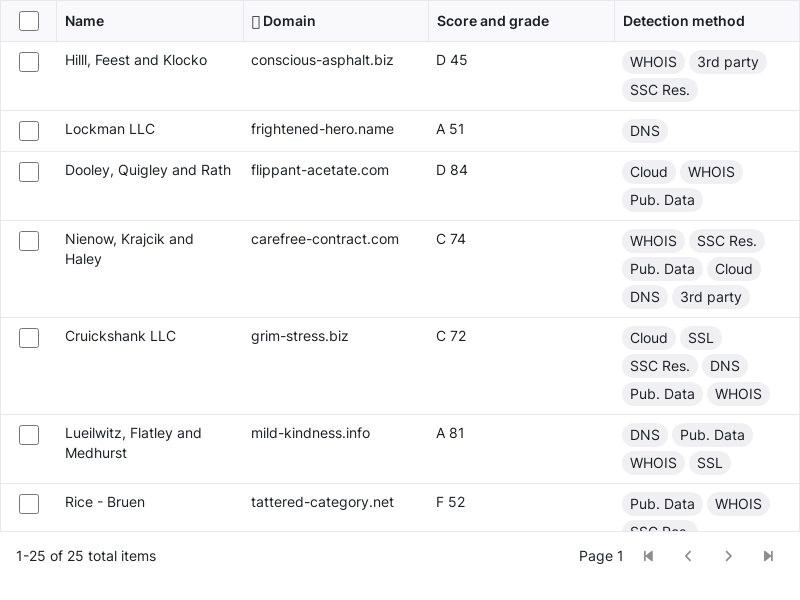 Name Domain Score and grade Detection method
Hilll, Feest and Klocko conscious-asphalt.biz D 45 WHOIS 3rd party
SSC Res.
Lockman LLC frightened-hero.name A 51 DNS
Dooley, Quigley and Rath flippant-acetate.com D 84 Cloud WHOIS
Pub. Data
Nienow, Krajcik and carefree-contract.com C 74 WHOIS SSC Res.
Haley Pub. Data Cloud
DNS 3rd party
Cruickshank LLC grim-stress.biz C 72 Cloud SSL
SSC Res. DNS
Pub. Data WHOIS
Lueilwitz, Flatley and mild-kindness.info A 81 DNS Pub. Data
Medhurst WHOIS SSL
Rice - Bruen tattered-category.net F 52 Pub. Data WHOIS
SSC Res.
1-25 of 25 total items Page 1